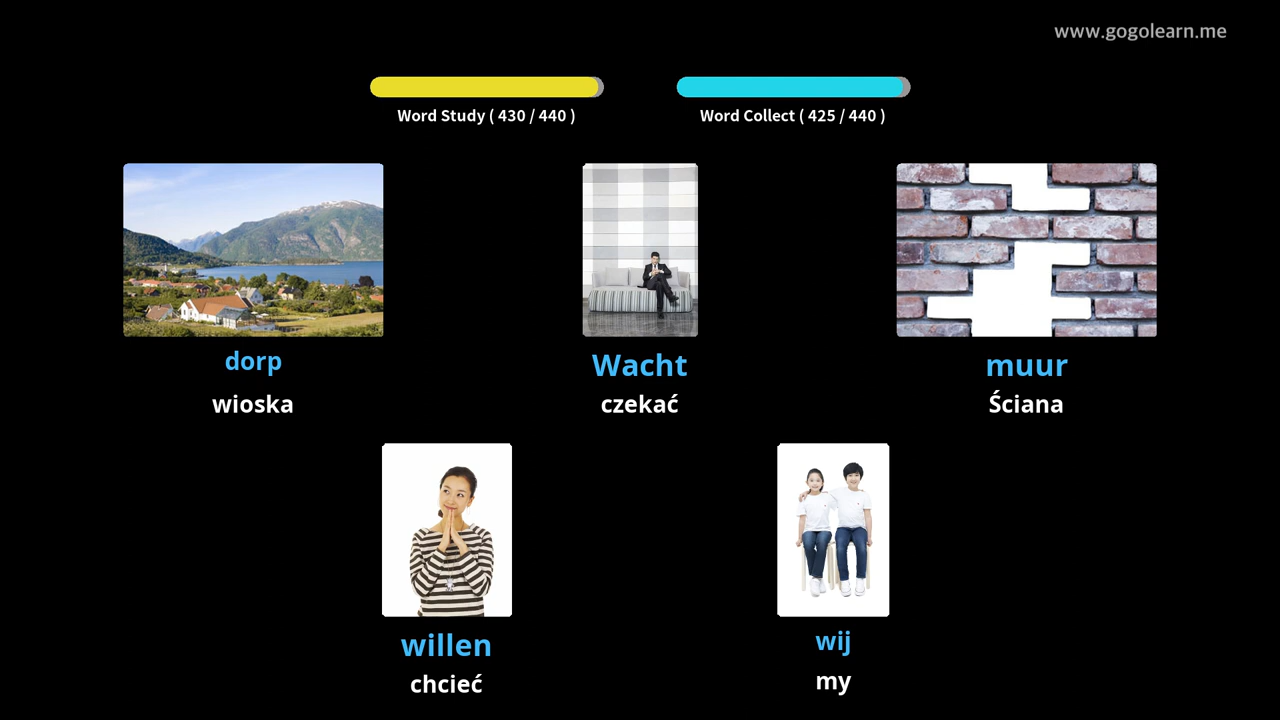 www.gogolearn.me
Word Study ( 430 / 440 )
Word Collect ( 425 / 440 )
dorp
Wacht
muur
wioska
czekać
Ściana
willen
wij
chcieć
my